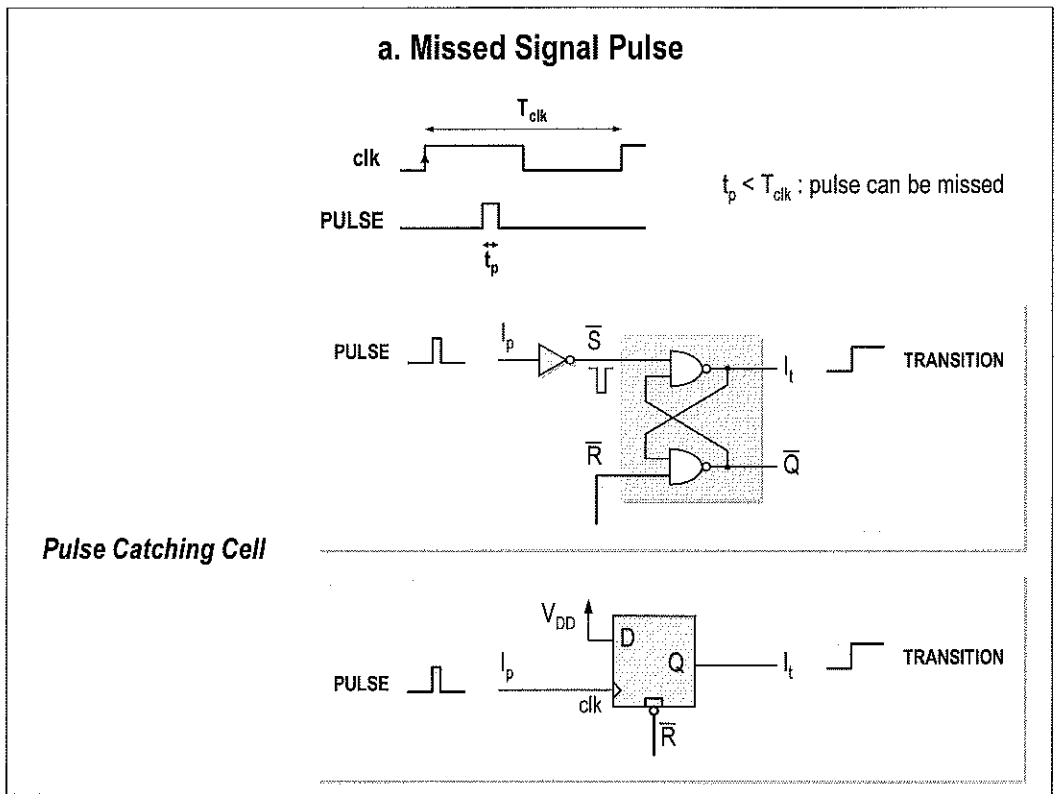 a. Missed Signal Pulse
T_clk
clk
t_p < T_clk : pulse can be missed
PULSE
t_p
PULSE
I_p
S̅
I_t
TRANSITION
R̅
Q̅
Pulse Catching Cell
V_DD
D
Q
PULSE
I_p
clk
I_t
TRANSITION
R̅